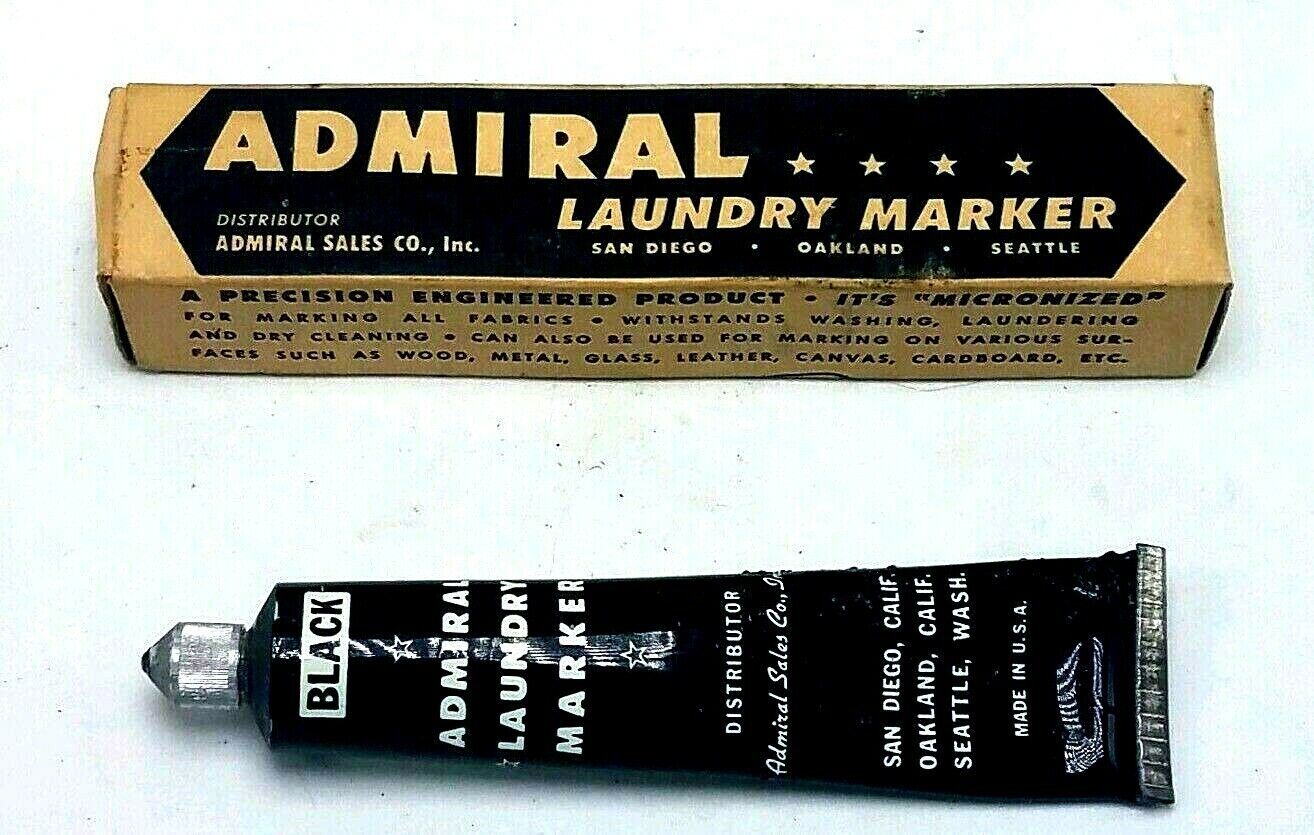 ADMIRAL
DISTRIBUTOR
ADMIRAL SALES CO., Inc.
LAUNDRY MARKER
SAN DIEGO • OAKLAND • SEATTLE
A PRECISION ENGINEERED PRODUCT • IT'S "MICRONIZED"
FOR MARKING ALL FABRICS • WITHSTANDS WASHING, LAUNDERING
AND DRY CLEANING • CAN ALSO BE USED FOR MARKING ON VARIOUS SUR-
FACES SUCH AS WOOD, METAL, GLASS, LEATHER, CANVAS, CARDBOARD, ETC.
BLACK
ADMIRAL
LAUNDRY
MARKER
DISTRIBUTOR
Admiral Sales Co.,
SAN DIEGO, CALIF.
OAKLAND, CALIF.
SEATTLE, WASH.
MADE IN U.S.A.